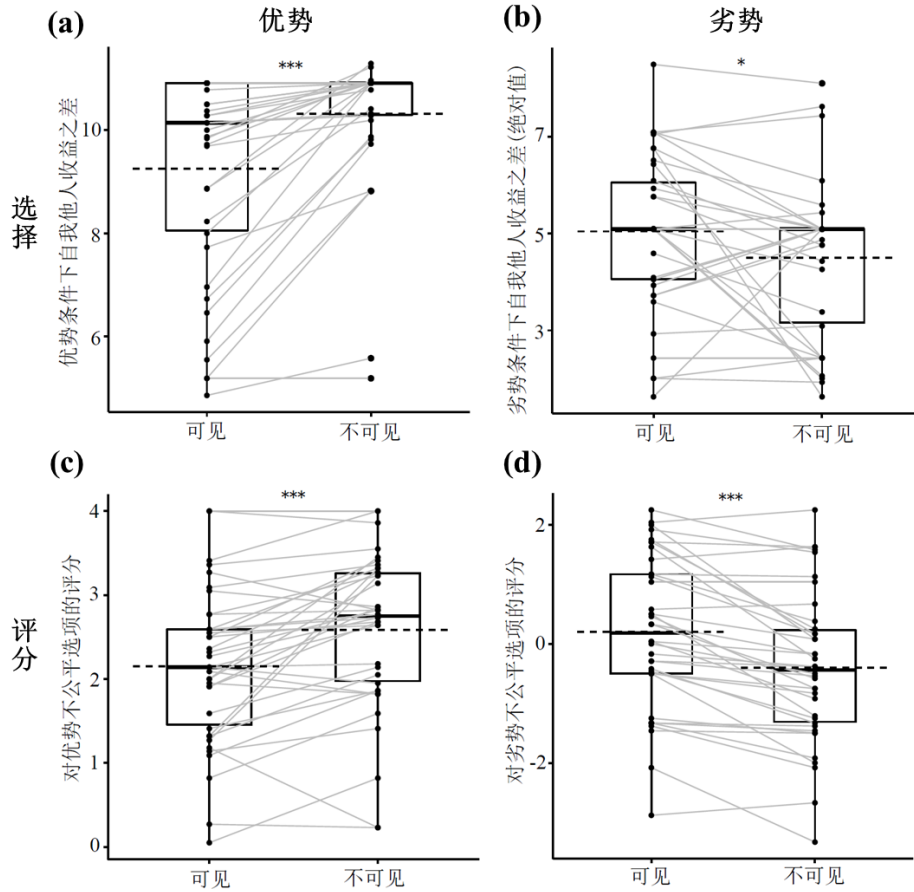 (a)
优势
(b)
劣势
选择
优势条件下自我他人收益之差
10
8
6
***
可见
不可见
劣势条件下自我他人收益之差(绝对值)
7
5
3
*
可见
不可见
(c)
(d)
评分
对优势不公平选项的评分
4
3
2
1
0
***
可见
不可见
对劣势不公平选项的评分
2
0
-2
***
可见
不可见